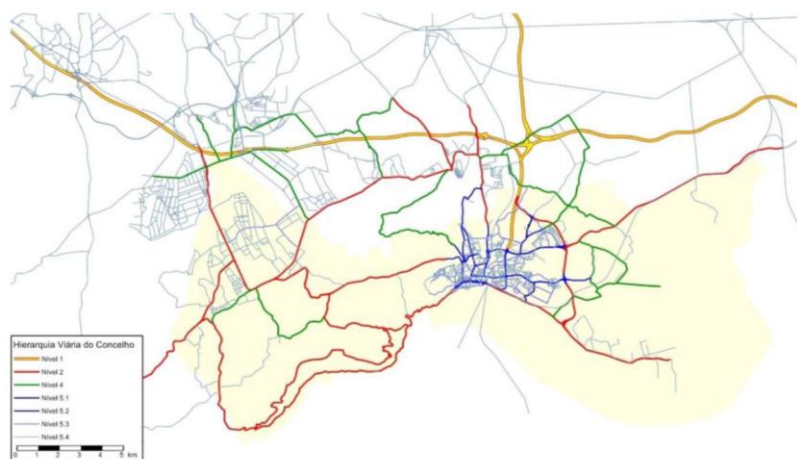 Hierarquia Viária do Concelho
Nível 1
Nível 2
Nível 4
Nível 5.1
Nível 5.2
Nível 5.3
Nível 5.4
0 1 2 3 4 5
km